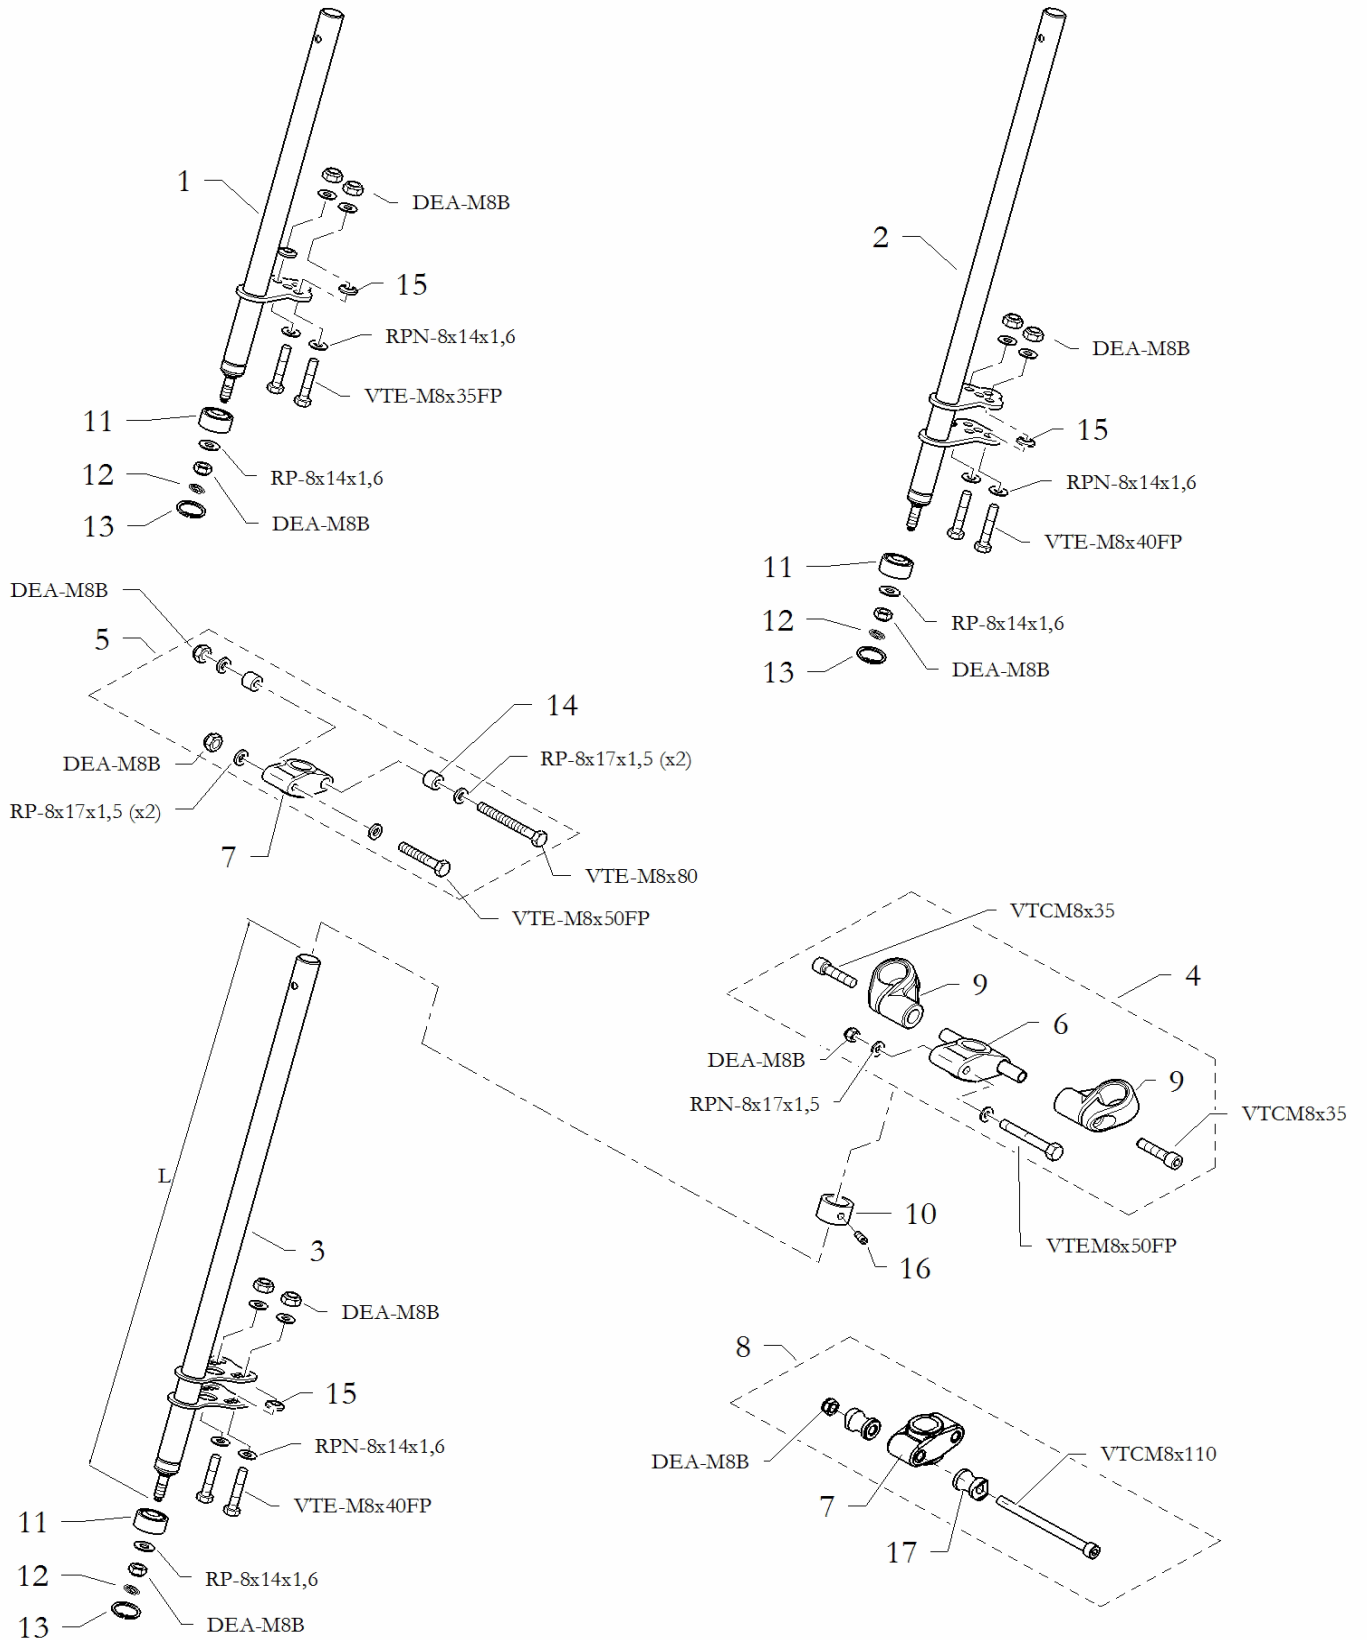 1
DEA-M8B
15
RPN-8x14x1,6
VTE-M8x35FP
11
RP-8x14x1,6
12
DEA-M8B
13
2
DEA-M8B
15
RPN-8x14x1,6
VTE-M8x40FP
11
RP-8x14x1,6
12
DEA-M8B
13
DEA-M8B
5
14
RP-8x17x1,5 (x2)
DEA-M8B
RP-8x17x1,5 (x2)
7
VTE-M8x80
VTE-M8x50FP
VTCM8x35
4
9
6
DEA-M8B
9
RPN-8x17x1,5
VTCM8x35
10
VTEM8x50FP
16
L
3
DEA-M8B
15
RPN-8x14x1,6
VTE-M8x40FP
11
RP-8x14x1,6
12
DEA-M8B
13
8
DEA-M8B
VTCM8x110
7
17